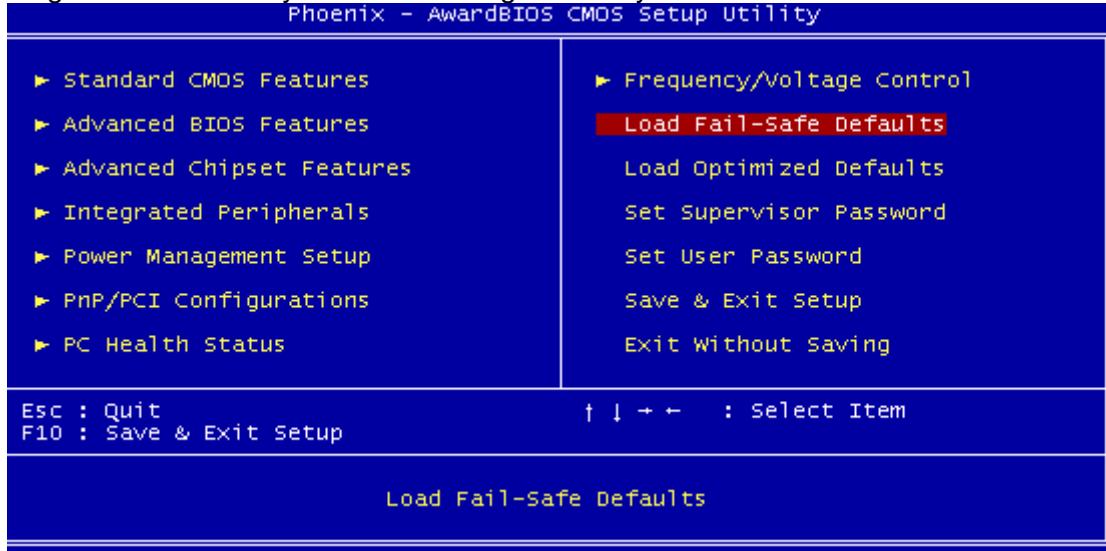 Phoenix – AwardBIOS CMOS Setup Utility
► Standard CMOS Features
► Advanced BIOS Features
► Advanced Chipset Features
► Integrated Peripherals
► Power Management Setup
► PnP/PCI Configurations
► PC Health Status
► Frequency/Voltage Control
Load Fail-Safe Defaults
Load Optimized Defaults
Set Supervisor Password
Set User Password
Save & Exit Setup
Exit Without Saving
Esc : Quit
F10 : Save & Exit Setup
↑ ↓ → ← : Select Item
Load Fail-Safe Defaults